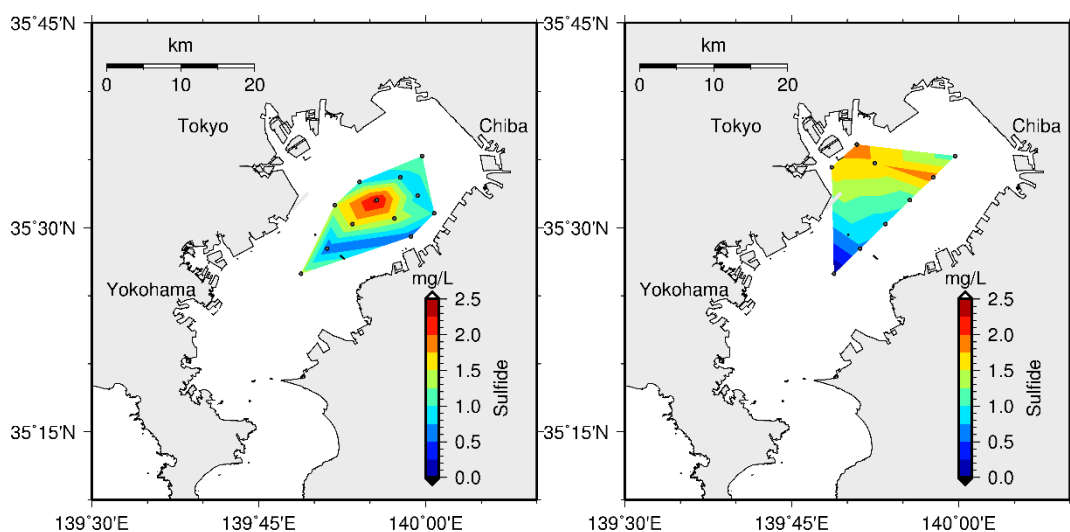 35˚45'N
km
0 10 20
Tokyo
Chiba
35˚30'N
Yokohama
mg/L
2.5
2.0
1.5
1.0
0.5
0.0
Sulfide
35˚15'N
139˚30'E 139˚45'E 140˚00'E
35˚45'N
km
0 10 20
Tokyo
Chiba
35˚30'N
Yokohama
mg/L
2.5
2.0
1.5
1.0
0.5
0.0
Sulfide
35˚15'N
139˚30'E 139˚45'E 140˚00'E